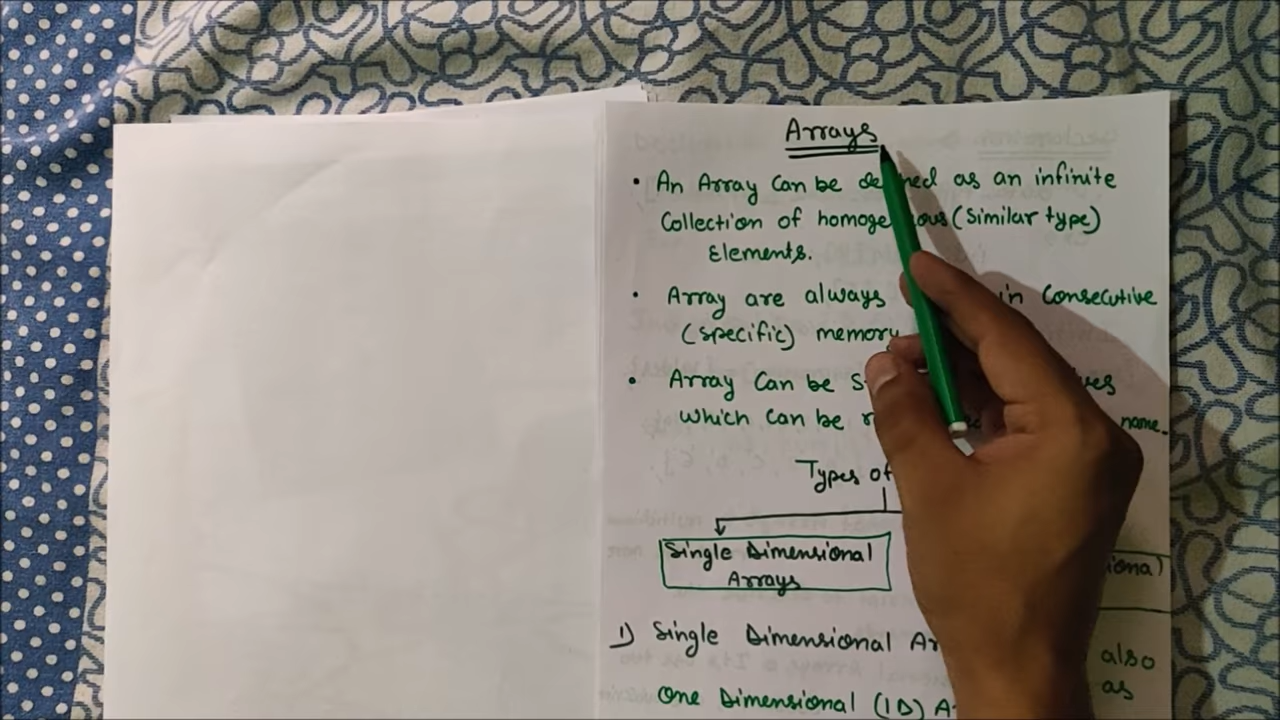 Arrays
• An Array can be defined as an infinite
Collection of homogenous (Similar type)
Elements.
• Array are always in Consecutive
(specific) memory
• Array Can be
which can be name.
Types of
Single Dimensional
Arrays
1) Single Dimensional also
One Dimensional (1D) as